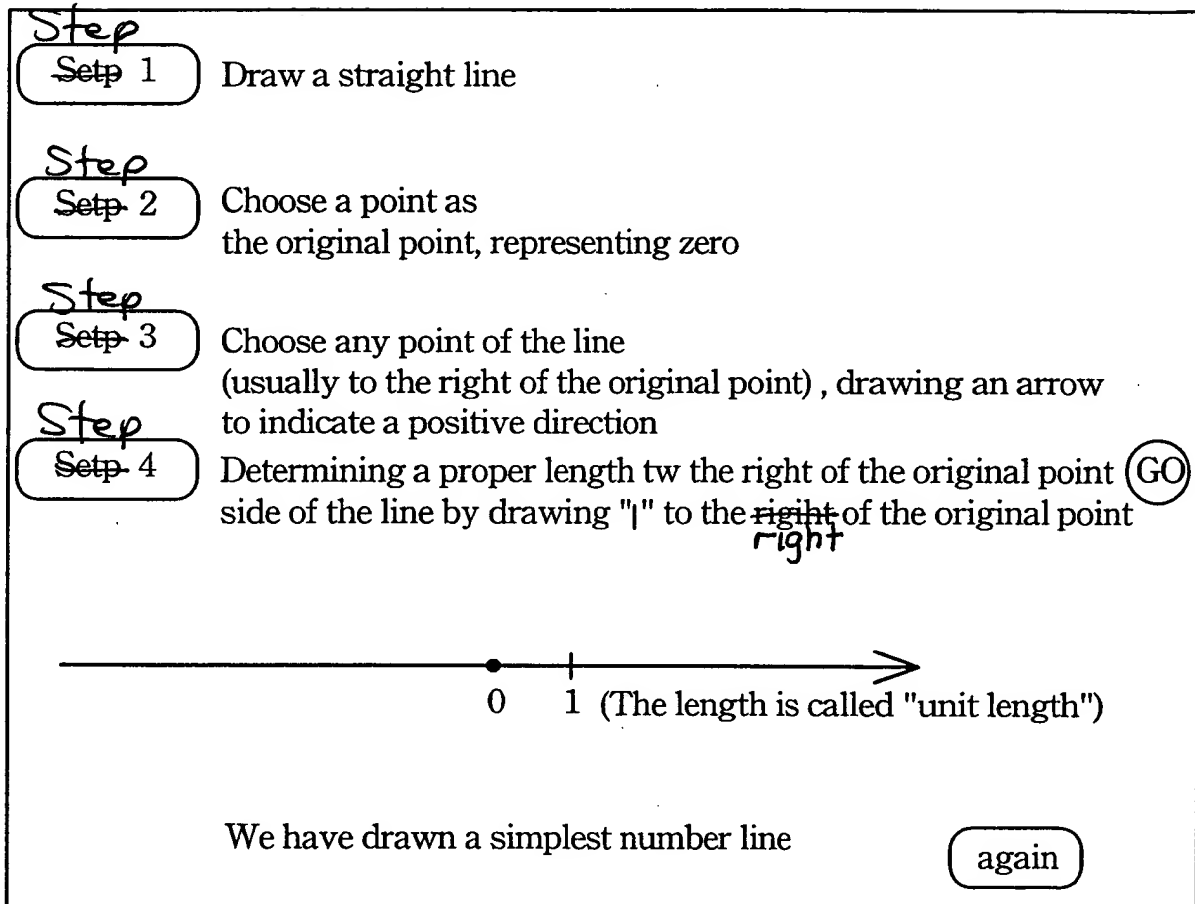 Step
Setp 1 Draw a straight line
Step
Setp 2 Choose a point as
the original point, representing zero
Step
Setp 3 Choose any point of the line
(usually to the right of the original point) , drawing an arrow
to indicate a positive direction
Step
Setp 4 Determining a proper length tw the right of the original point GO
side of the line by drawing "|" to the rigiht of the original point
right
0 1 (The length is called "unit length")
We have drawn a simplest number line
again